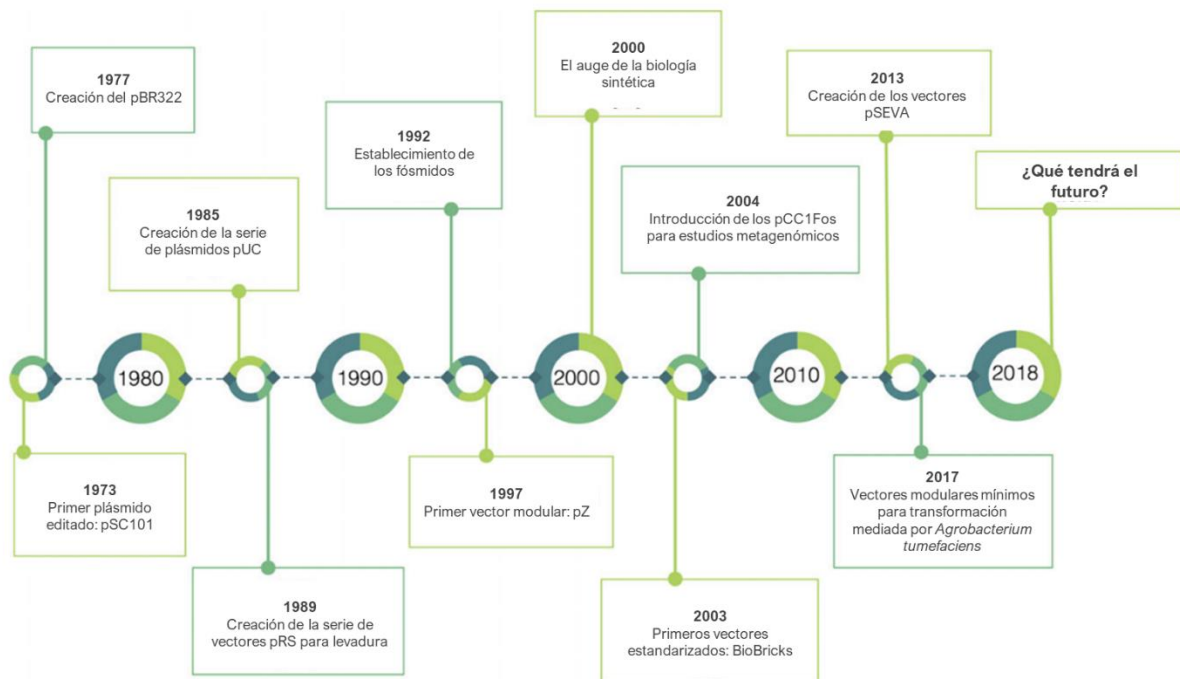 1977
Creación del pBR322
1985
Creación de la serie
de plásmidos pUC
1992
Establecimiento de
los fósmidos
2000
El auge de la biología
sintética
2004
Introducción de los pCC1Fos
para estudios metagenómicos
2013
Creación de los vectores
pSEVA
¿Qué tendrá el
futuro?
1980
1990
2000
2010
2018
1973
Primer plásmido
editado: pSC101
1989
Creación de la serie de
vectores pRS para levadura
1997
Primer vector modular: pZ
2003
Primeros vectores
estandarizados: BioBricks
2017
Vectores modulares mínimos
para transformación
mediada por Agrobacterium
tumefaciens